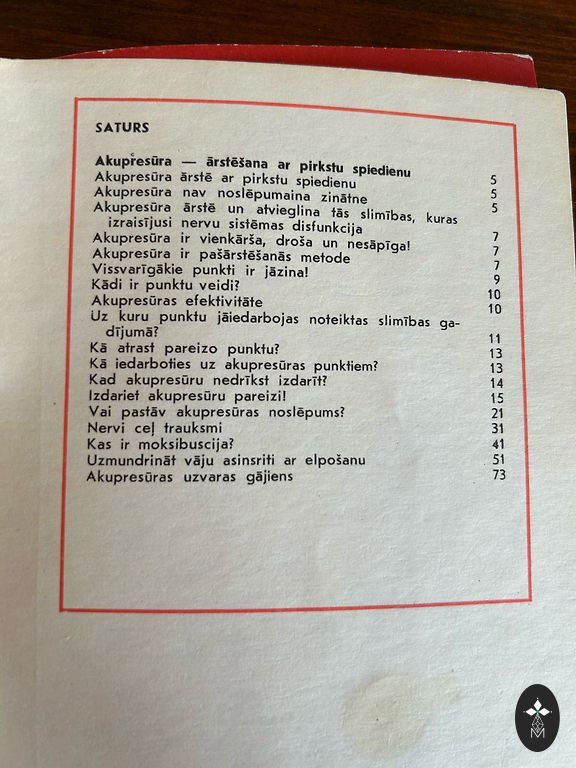 SATURS
Akupresūra — ārstēšana ar pirkstu spiedienu 5
Akupresūra ārstē ar pirkstu spiedienu 5
Akupresūra nav noslēpumaina zinātne 5
Akupresūra ārstē un atvieglina tās slimības, kuras
izraisījusi nervu sistēmas disfunkcija 7
Akupresūra ir vienkārša, droša un nesāpīga! 7
Akupresūra ir pašārstēšanās metode 7
Vissvarīgākie punkti ir jāzina! 9
Kādi ir punktu veidi? 10
Akupresūras efektivitāte 10
Uz kuru punktu jāiedarbojas noteiktas slimības ga-
dījumā? 11
Kā atrast pareizo punktu? 13
Kā iedarboties uz akupresūras punktiem? 13
Kad akupresūru nedrīkst izdarīt? 14
Izdariet akupresūru pareizi! 15
Vai pastāv akupresūras noslēpums? 21
Nervi ceļ trauksmi 31
Kas ir moksibuscija? 41
Uzmundrināt vāju asinsriti ar elpošanu 51
Akupresūras uzvaras gājiens 73
M